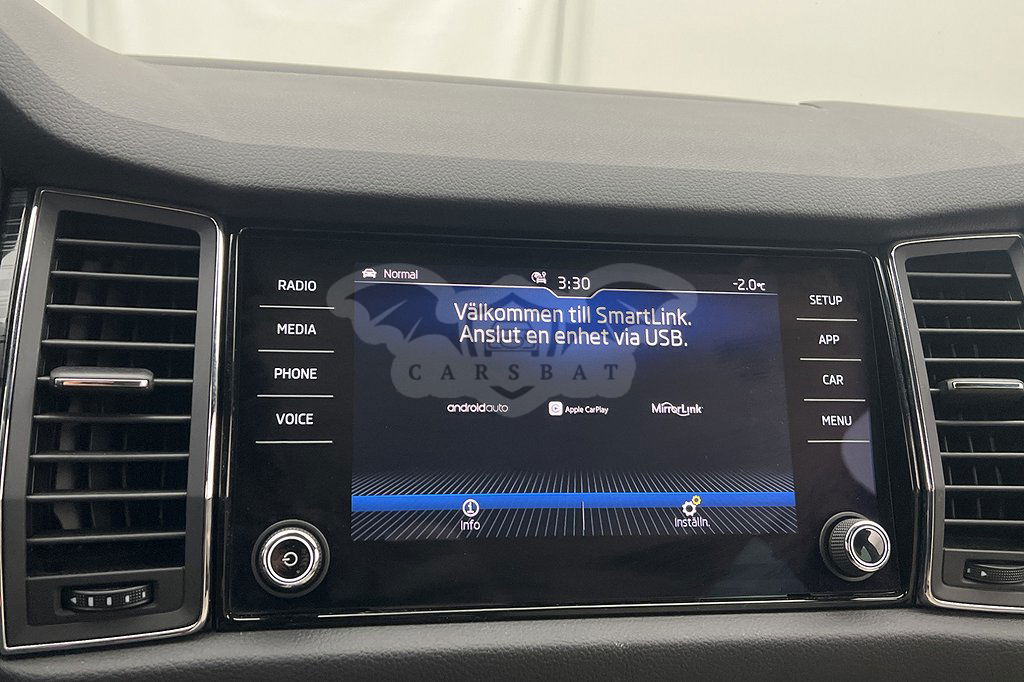 RADIO
MEDIA
PHONE
VOICE
Normal
3:30
-2.0°C
Välkommen till SmartLink.
Anslut en enhet via USB.
CARSBAT
androidauto
Apple CarPlay
MirrorLink
Info
Inställn.
SETUP
APP
CAR
MENU